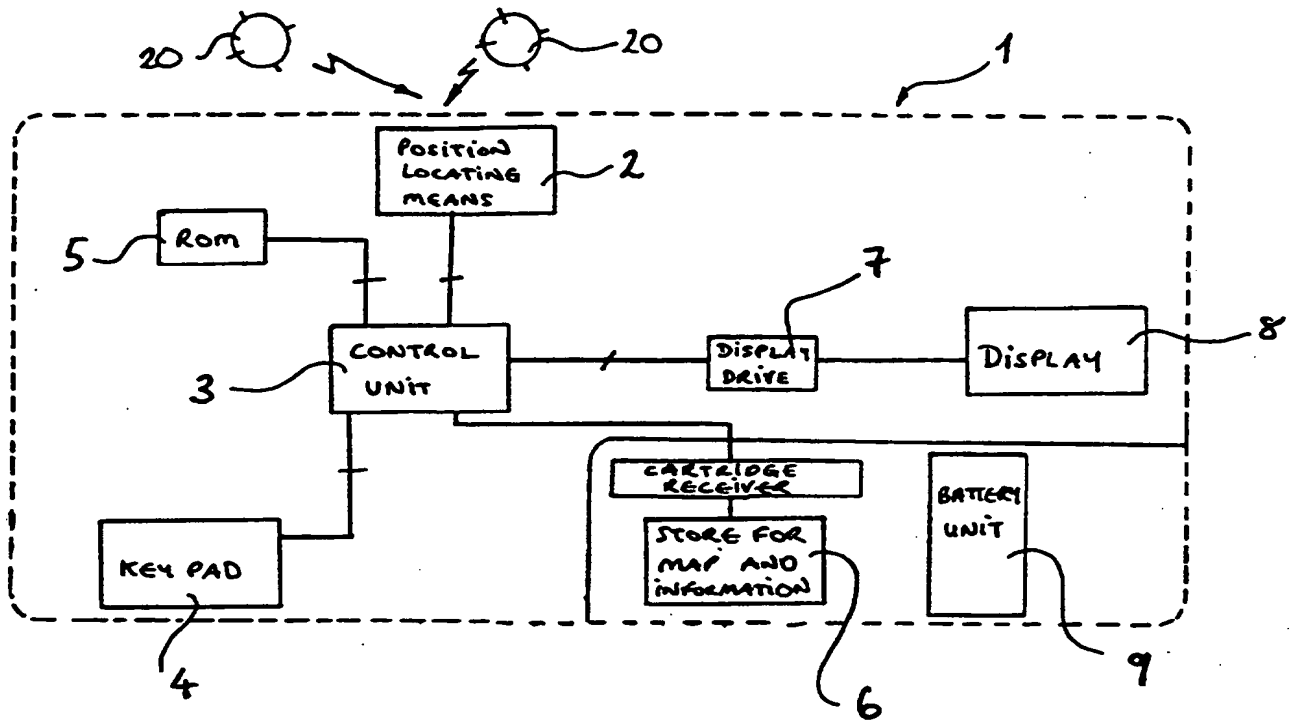 20
20
1
POSITION
LOCATING
MEANS
2
5
ROM
7
CONTROL
UNIT
3
DISPLAY
DRIVE
DISPLAY
8
CARTRIDGE
RECEIVER
BATTERY
UNIT
STORE FOR
MAP AND
INFORMATION
KEY PAD
4
6
9